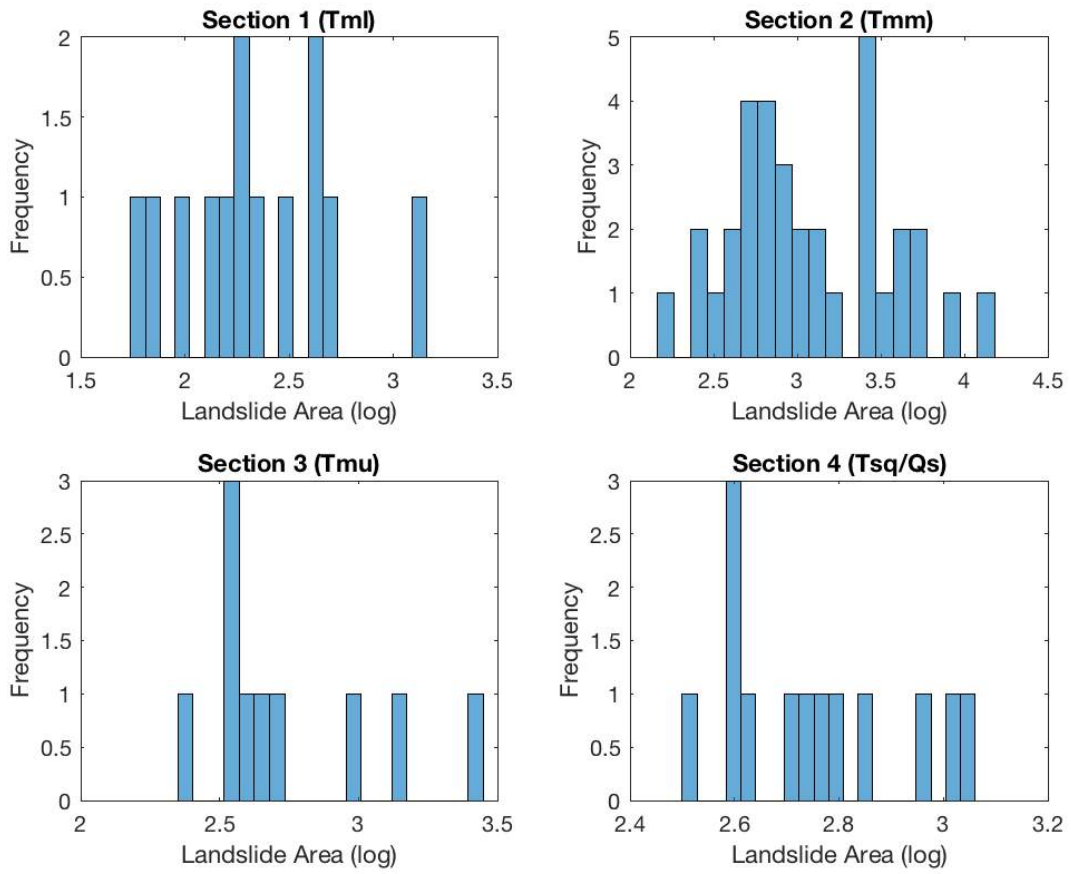 Section 1 (Tml)
2
1.5
1
0.5
0
Frequency
1.5 2 2.5 3 3.5
Landslide Area (log)
Section 2 (Tmm)
5
4
3
2
1
0
Frequency
2 2.5 3 3.5 4 4.5
Landslide Area (log)
Section 3 (Tmu)
3
2.5
2
1.5
1
0.5
0
Frequency
2 2.5 3 3.5
Landslide Area (log)
Section 4 (Tsq/Qs)
3
2.5
2
1.5
1
0.5
0
Frequency
2.4 2.6 2.8 3 3.2
Landslide Area (log)